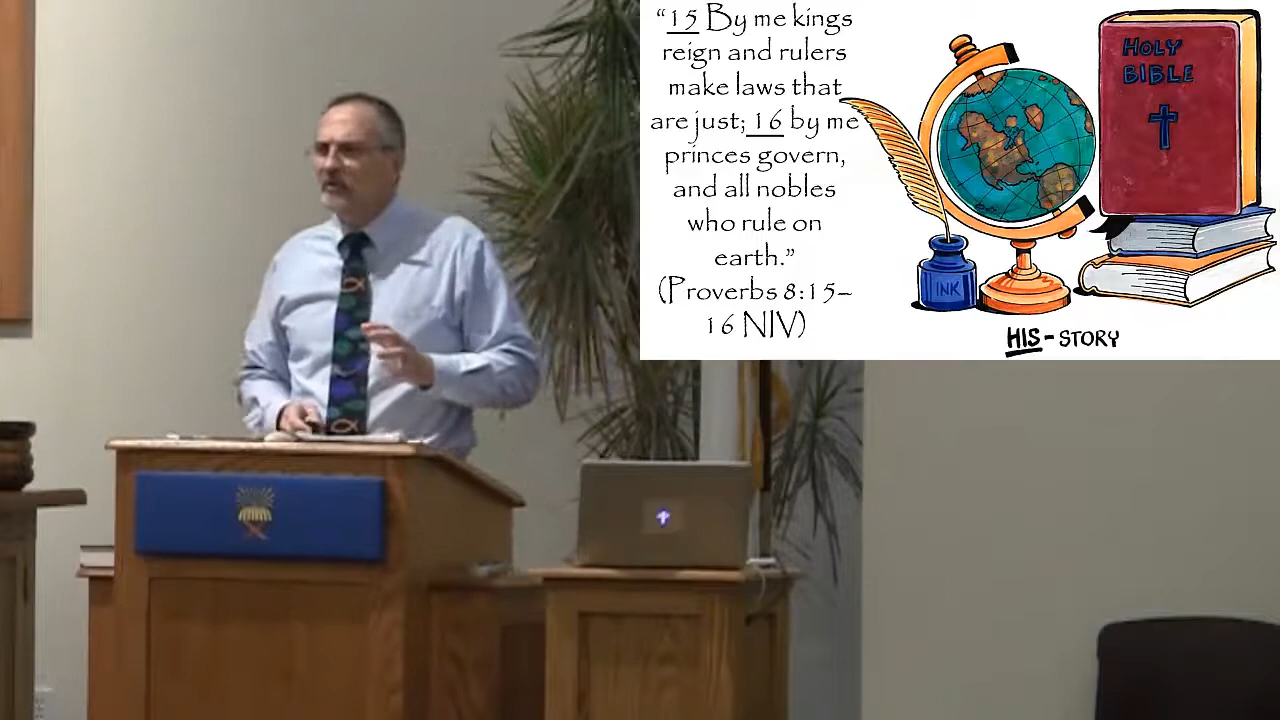 “15 By me kings
reign and rulers
make laws that
are just; 16 by me
princes govern,
and all nobles
who rule on
earth.”
(Proverbs 8:15–
16 NIV)
HOLY
BIBLE
INK
HIS-STORY